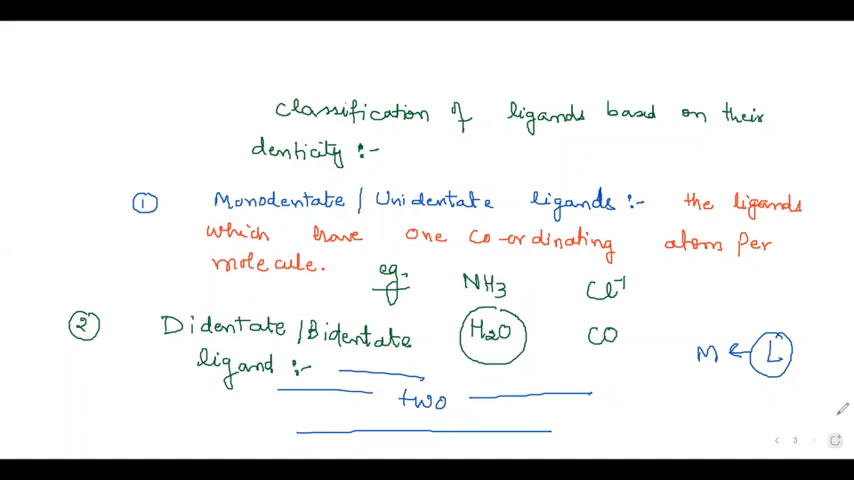 classification of ligands based on their
denticity :-
① Monodentate / Unidentate ligands :- the ligands
which have one co-ordinating atom per
molecule.
eg. NH3 Cl-1
② Didentate / Bidentate H2O CO
ligand :- M ← L
two
3